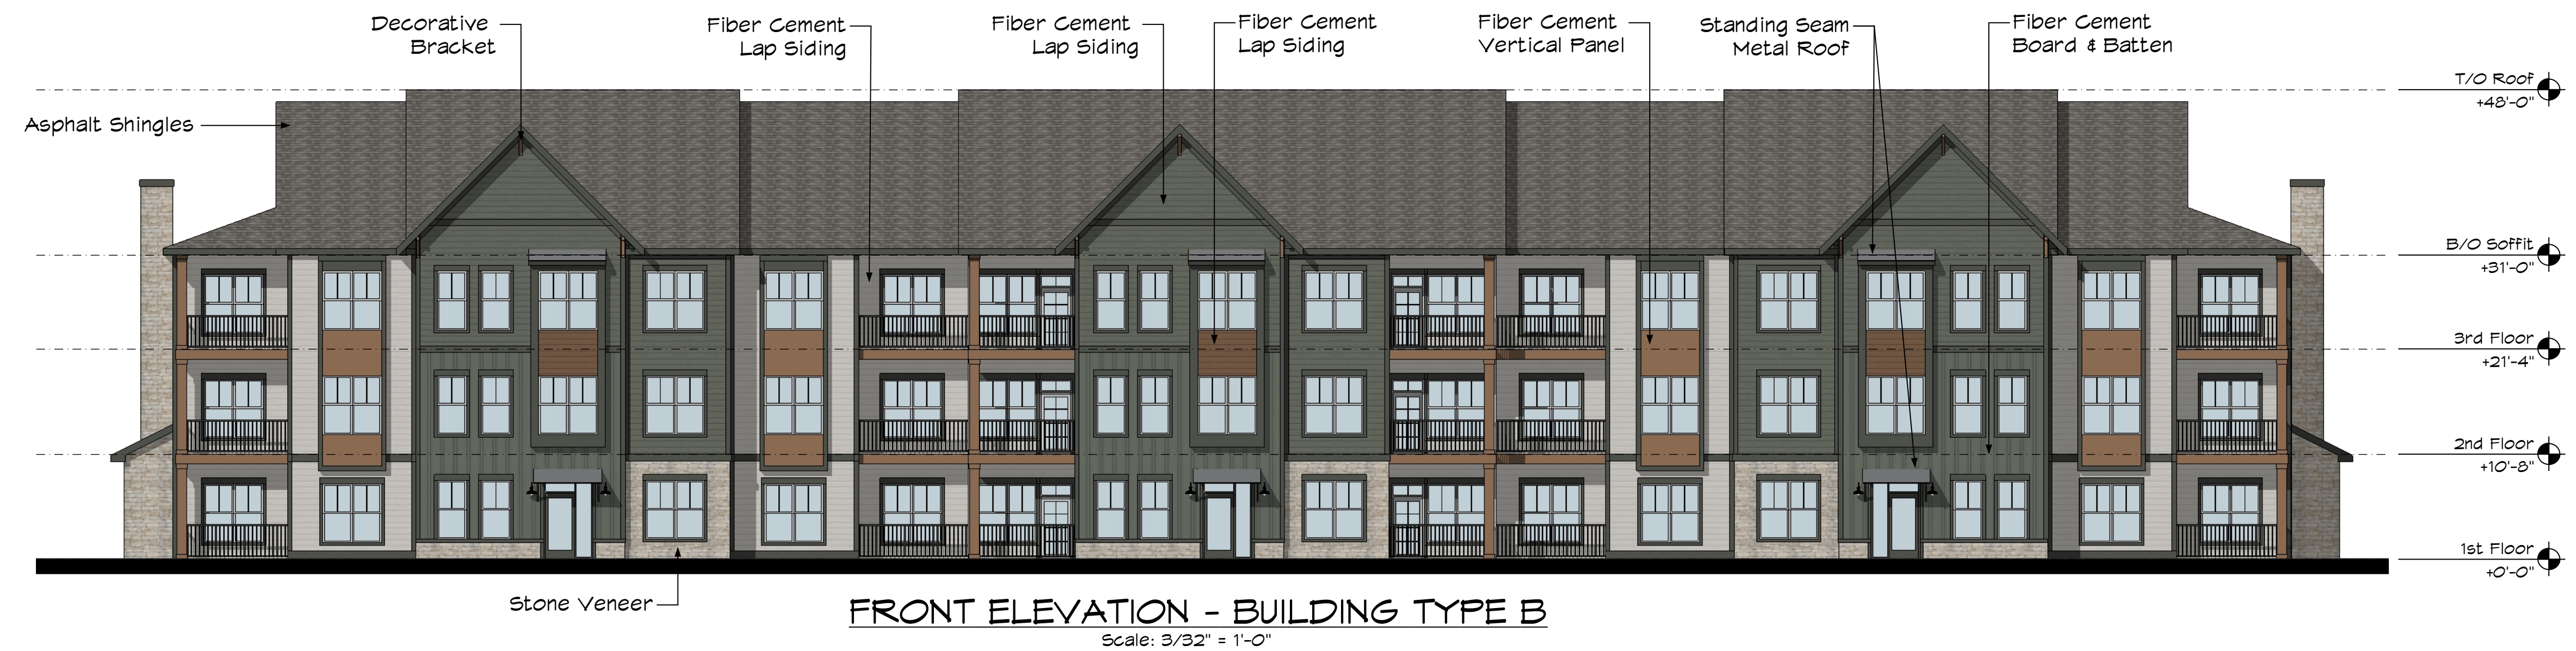 Decorative
Bracket
Fiber Cement
Lap Siding
Fiber Cement
Lap Siding
Fiber Cement
Lap Siding
Fiber Cement
Vertical Panel
Standing Seam
Metal Roof
Fiber Cement
Board & Batten
Asphalt Shingles
T/O Roof
+48'-0"
B/O Soffit
+31'-0"
3rd Floor
+21'-4"
2nd Floor
+10'-8"
1st Floor
+0'-0"
Stone Veneer
FRONT ELEVATION - BUILDING TYPE B
Scale: 3/32" = 1'-0"